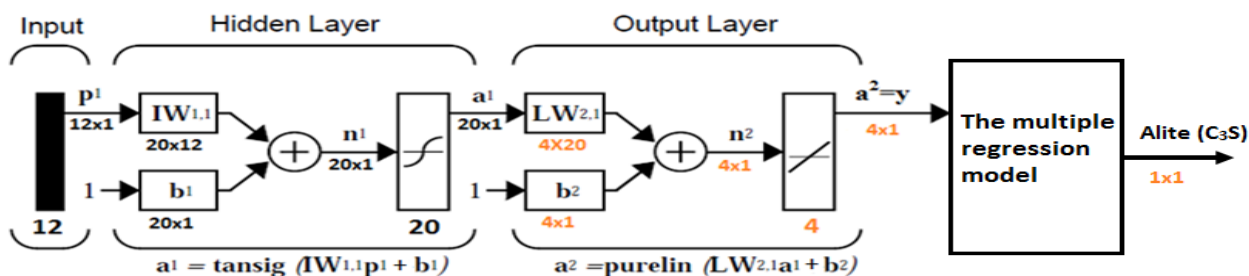 Input
Hidden Layer
Output Layer
p¹
12x1
IW₁,₁
20x12
1
b¹
20x1
n¹
20x1
12
20
a¹
20x1
LW₂,₁
4X20
1
b²
4x1
n²
4x1
4
a²=y
4x1
The multiple
regression
model
Alite (C₃S)
1x1
a¹ = tansig (IW₁,₁p¹ + b¹)
a² =purelin (LW₂,₁a¹ + b²)